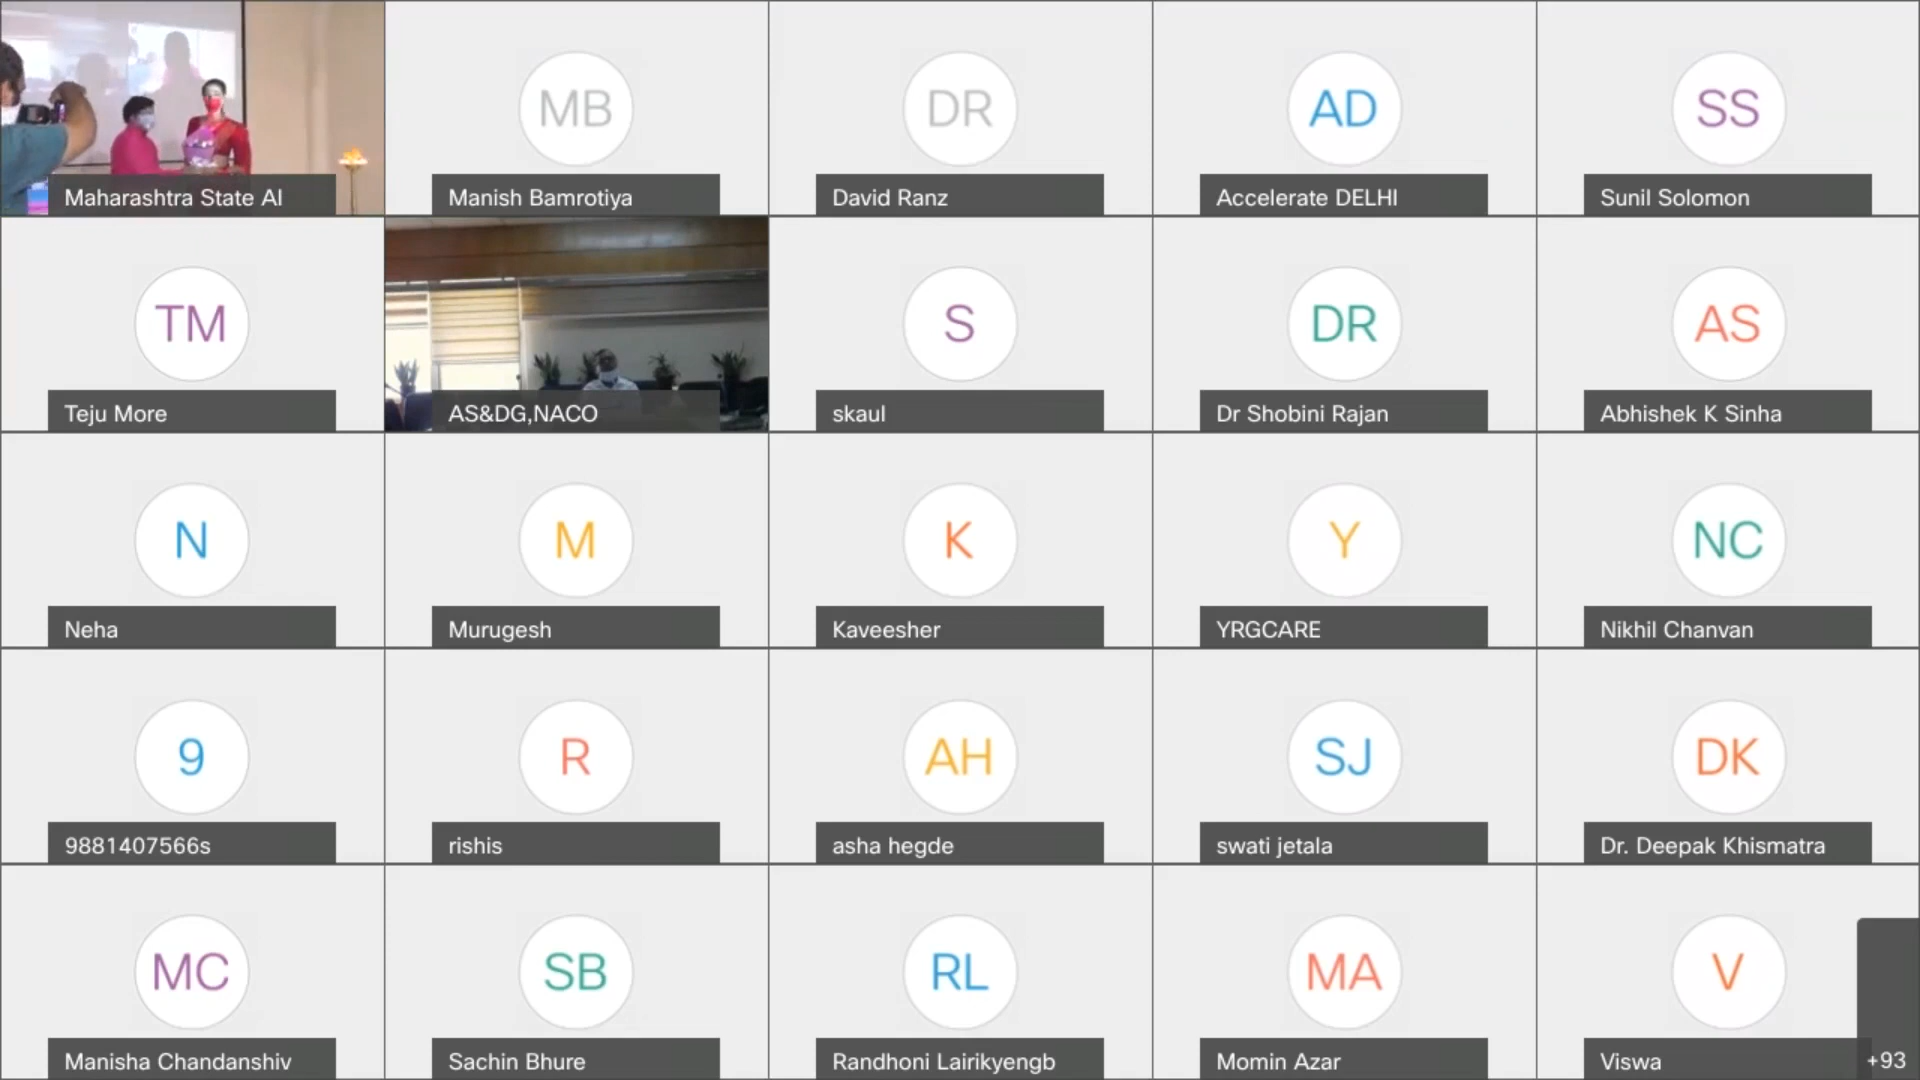 Maharashtra State AI
MB
Manish Bamrotiya
DR
David Ranz
AD
Accelerate DELHI
SS
Sunil Solomon
TM
Teju More
AS&DG,NACO
S
skaul
DR
Dr Shobini Rajan
AS
Abhishek K Sinha
N
Neha
M
Murugesh
K
Kaveesher
Y
YRGCARE
NC
Nikhil Chanvan
9
9881407566s
R
rishis
AH
asha hegde
SJ
swati jetala
DK
Dr. Deepak Khismatra
MC
Manisha Chandanshiv
SB
Sachin Bhure
RL
Randhoni Lairikyengb
MA
Momin Azar
V
Viswa
+93